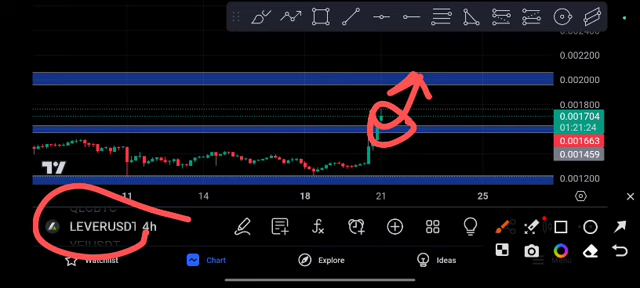 0.002200
0.002000
0.001800
0.001704
01:21:24
0.001663
0.001459
0.001200
11
14
18
21
25
LEVERUSDT 4h
Watchlist
Chart
Explore
Ideas